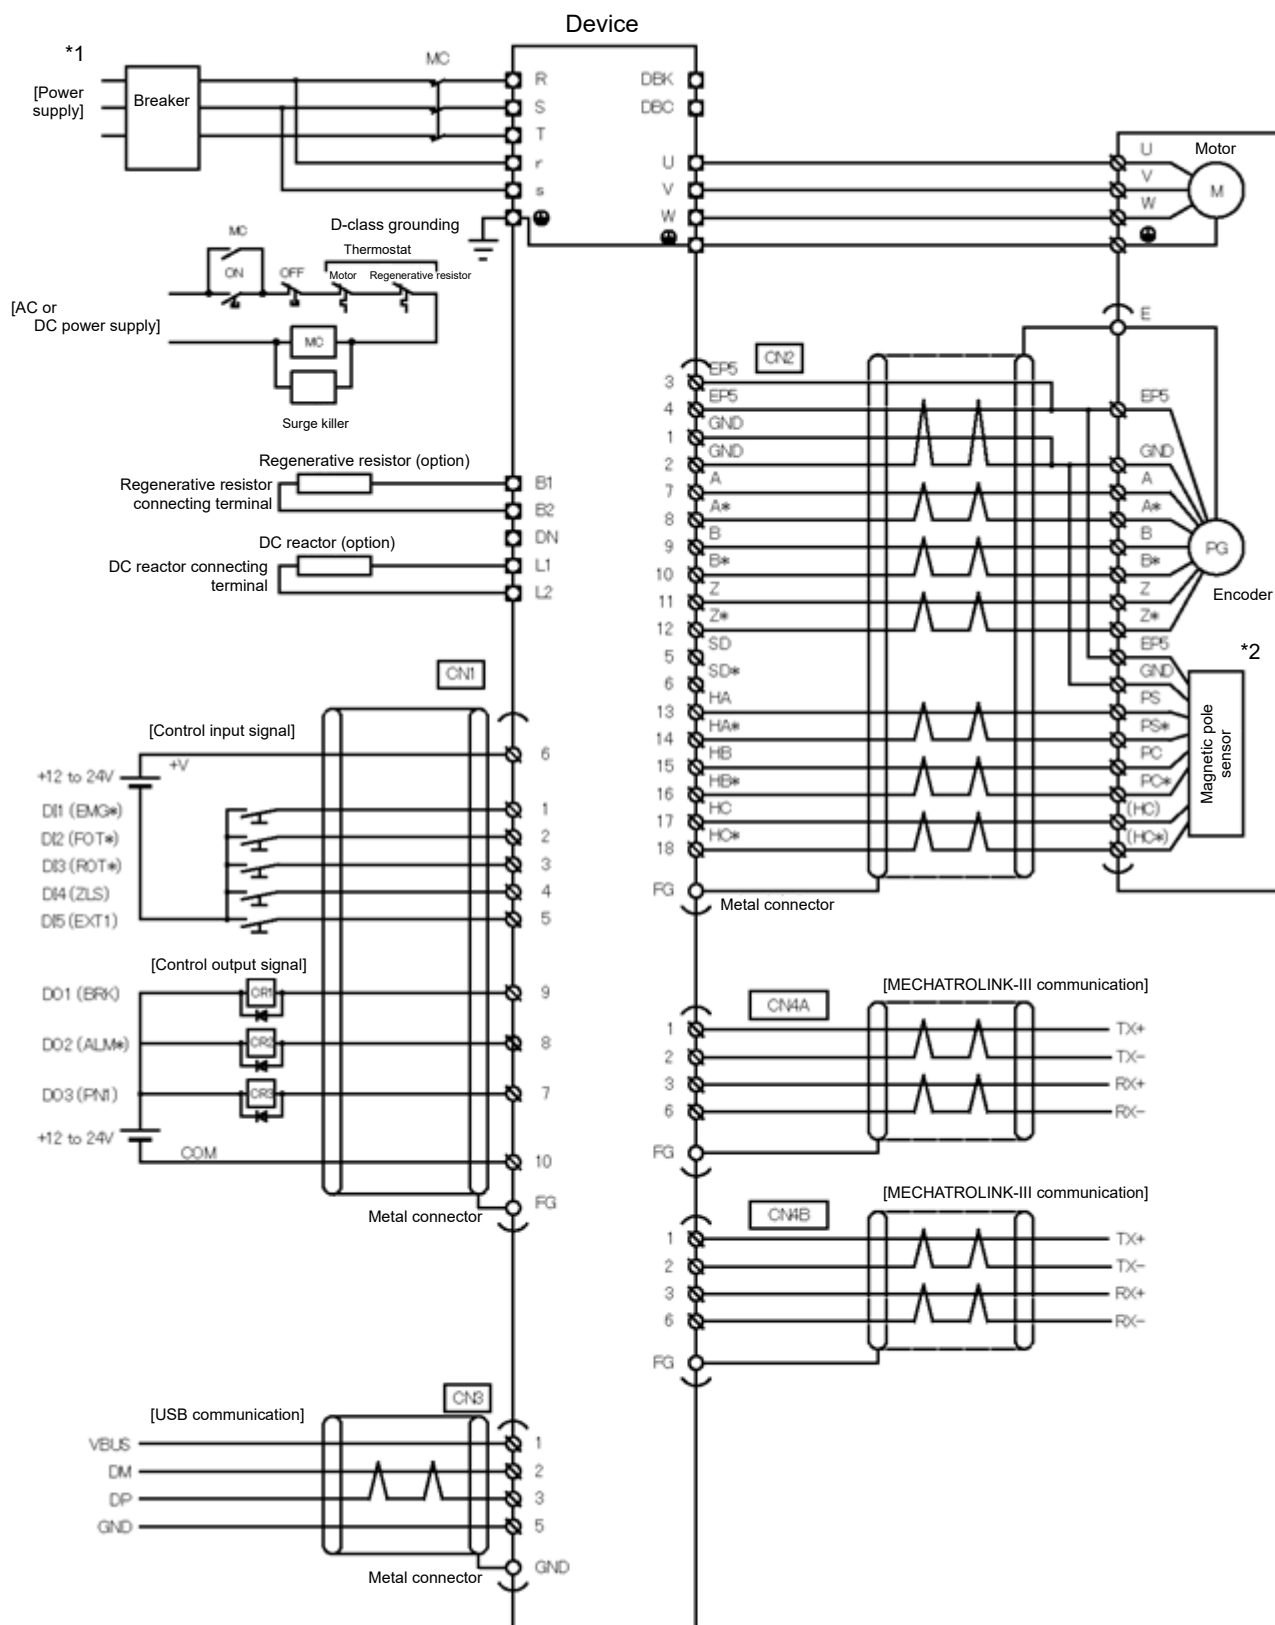 Device
*1
MC
[Power
supply]
Breaker
R
S
T
r
s
DBK
DBC
U
V
W
U
V
W
Motor
M
D-class grounding
MC
ON
OFF
Thermostat
Motor
Regenerative resistor
[AC or
DC power supply]
MC
Surge killer
Regenerative resistor (option)
Regenerative resistor
connecting terminal
B1
B2
DN
DC reactor (option)
DC reactor connecting
terminal
L1
L2
CN1
[Control input signal]
+V
6
+12 to 24V
DI1 (EMG*)
1
DI2 (FOT*)
2
DI3 (ROT*)
3
DI4 (ZLS)
4
DI5 (EXT1)
5
[Control output signal]
DO1 (BRK)
CR1
9
DO2 (ALM*)
CR2
8
DO3 (PN1)
CR3
7
+12 to 24V
COM
10
FG
Metal connector
CN3
[USB communication]
VBUS
1
DM
2
DP
3
GND
5
GND
Metal connector
E
CN2
3
EP5
4
EP5
EP5
1
GND
2
GND
GND
7
A
A
8
A*
A*
9
B
B
10
B*
B*
11
Z
Z
12
Z*
Z*
PG
Encoder
5
SD
EP5
6
SD*
GND
*2
13
HA
PS
14
HA*
PS*
15
HB
PC
16
HB*
PC*
17
HC
(HC)
18
HC*
(HC*)
Magnetic pole
sensor
FG
Metal connector
[MECHATROLINK-III communication]
CN4A
1
TX+
2
TX-
3
RX+
6
RX-
FG
[MECHATROLINK-III communication]
CN4B
1
TX+
2
TX-
3
RX+
6
RX-
FG